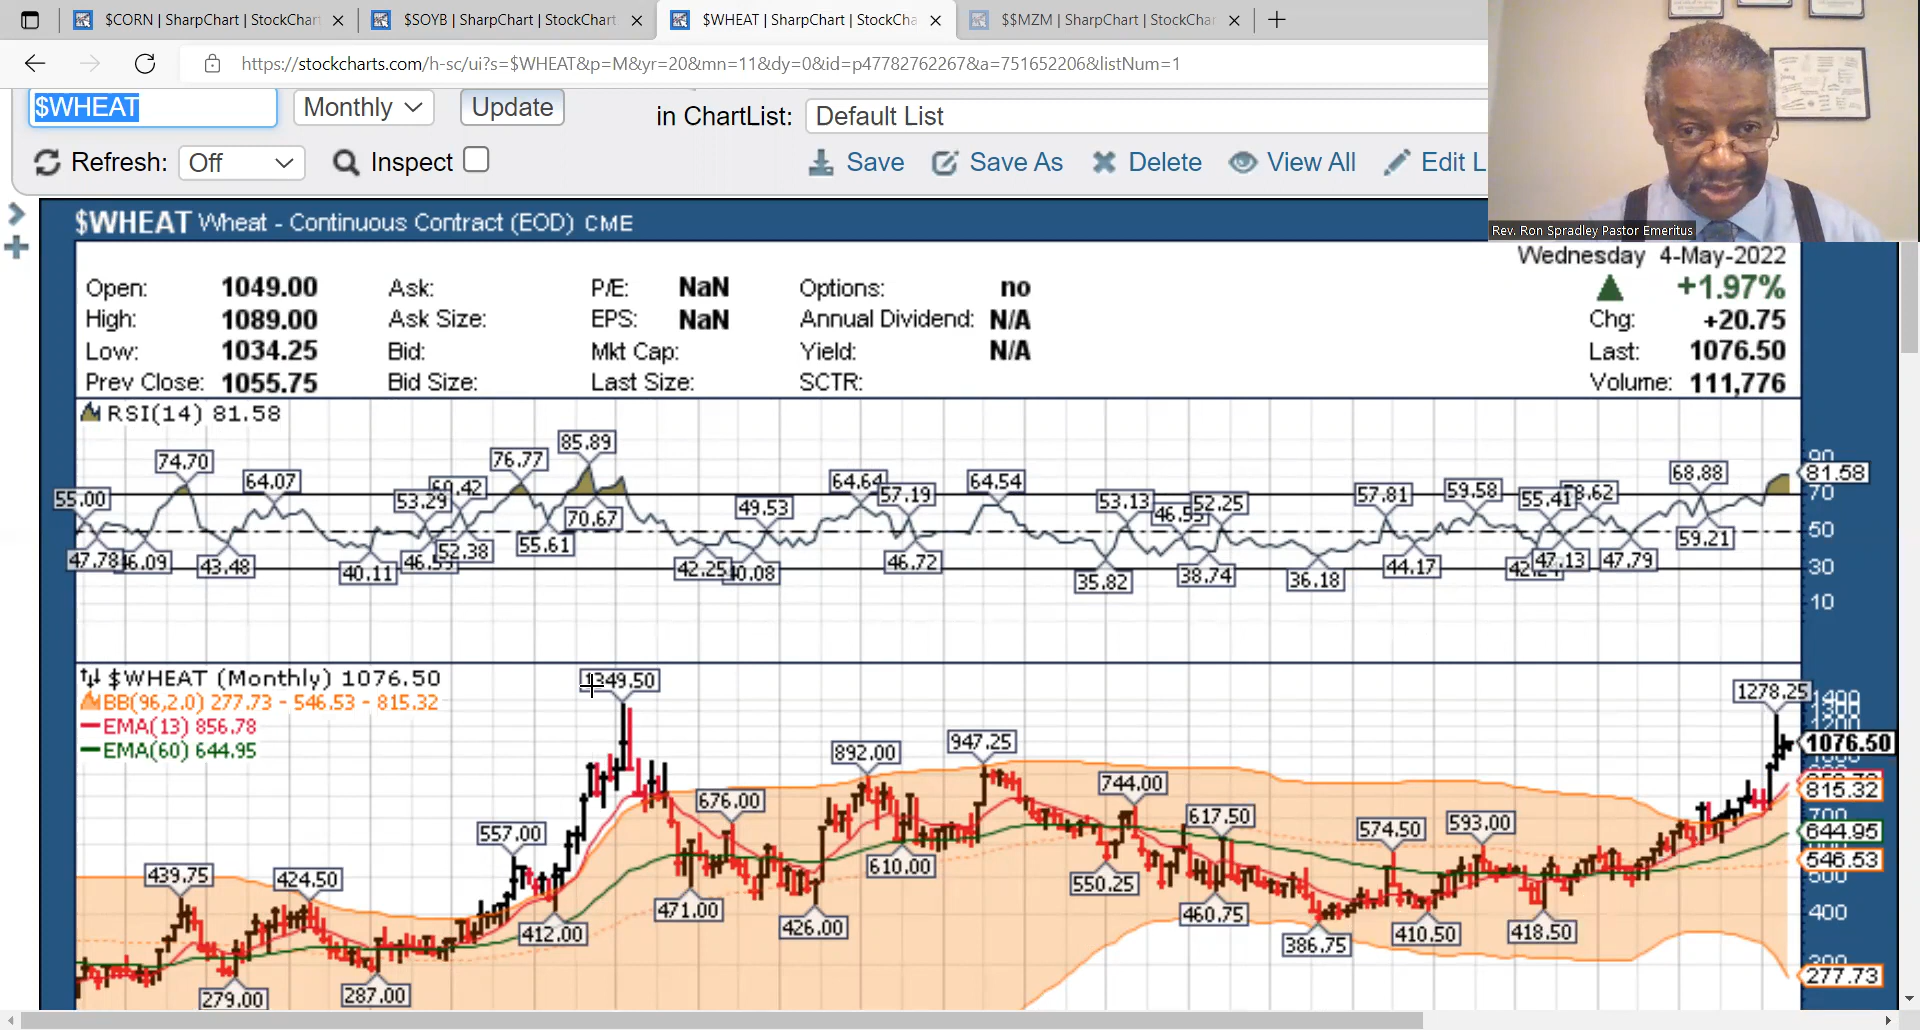 $CORN | SharpChart | StockChart
$SOYB | SharpChart | StockChart
$WHEAT | SharpChart | StockCha
$$MZM | SharpChart | StockChar
https://stockcharts.com/h-sc/ui?s=$WHEAT&p=M&yr=20&mn=11&dy=0&id=p47782762267&a=751652206&listNum=1
$WHEAT Monthly Update in ChartList: Default List
Refresh: Off Inspect Save Save As Delete View All Edit L
Rev. Ron Spradley Pastor Emeritus
$WHEAT Wheat - Continuous Contract (EOD) CME
Wednesday 4-May-2022
Open: 1049.00 Ask: P/E: NaN Options: no +1.97%
High: 1089.00 Ask Size: EPS: NaN Annual Dividend: N/A Chg: +20.75
Low: 1034.25 Bid: Mkt Cap: Yield: N/A Last: 1076.50
Prev Close: 1055.75 Bid Size: Last Size: SCTR: Volume: 111,776
RSI(14) 81.58
85.89
74.70 76.77
64.07 64.64 64.54 68.88 81.58
55.00 53.29 60.42 49.53 57.19 53.13 52.25 57.81 59.58 55.41 70
70.67
55.61 59.21 50
47.78 43.48 40.11 52.38 42.25 46.72 35.82 38.74 36.18 44.17 47.13 47.79 30
10
$WHEAT (Monthly) 1076.50
BB(96,2.0) 277.73 - 546.53 - 815.32
EMA(13) 856.78
EMA(60) 644.95
1349.50 1278.25 1400
1076.50
892.00 947.25
744.00 815.32
676.00 617.50 574.50 593.00 700
557.00 644.95
439.75 424.50 610.00 546.53
550.25 500
471.00 460.75 400
412.00 426.00 386.75 410.50 418.50
300
279.00 287.00 277.73